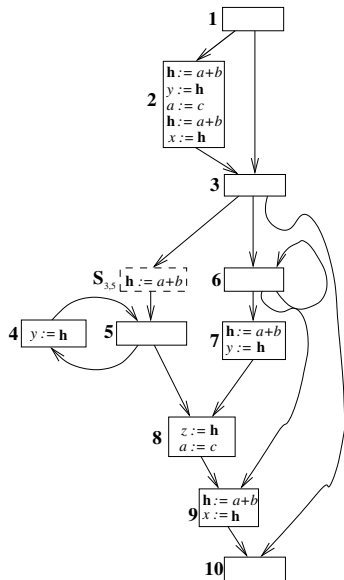 1
h := a+b
y := h
2 a := c
h := a+b
x := h
3
S3,5 h := a+b
6
4 y := h
5
7 h := a+b
y := h
8 z := h
a := c
h := a+b
9 x := h
10